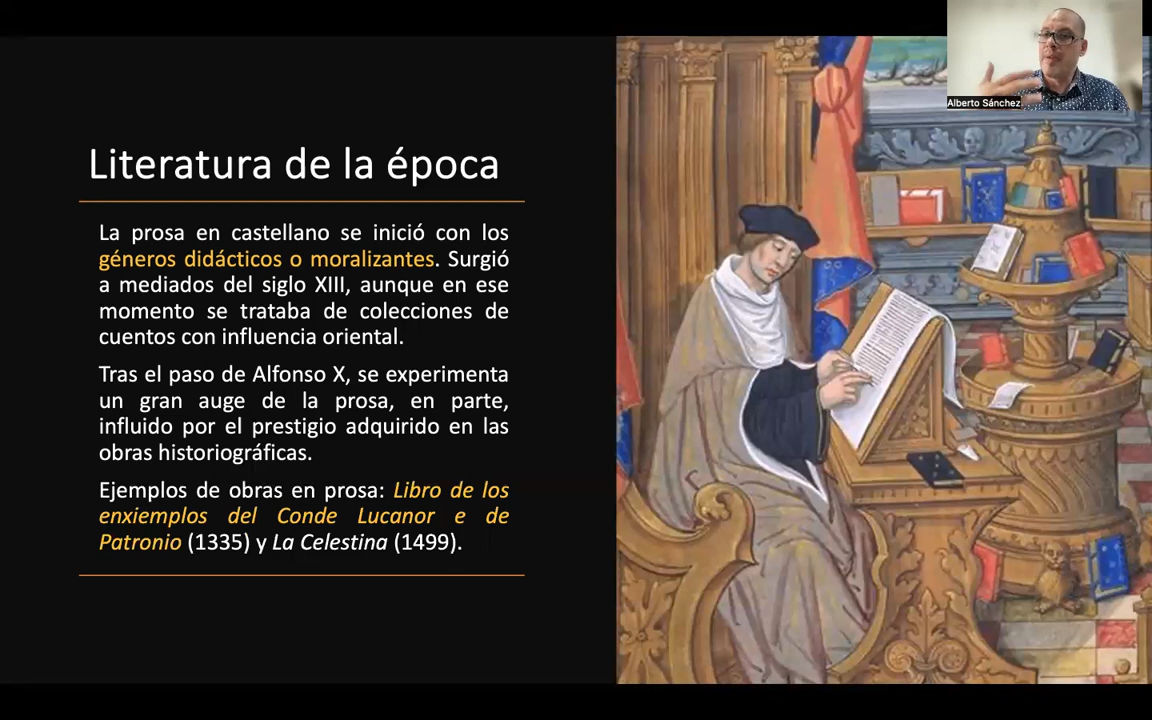 Alberto Sánchez
Literatura de la época
La prosa en castellano se inició con los
géneros didácticos o moralizantes. Surgió
a mediados del siglo XIII, aunque en ese
momento se trataba de colecciones de
cuentos con influencia oriental.
Tras el paso de Alfonso X, se experimenta
un gran auge de la prosa, en parte,
influido por el prestigio adquirido en las
obras historiográficas.
Ejemplos de obras en prosa: Libro de los
enxiemplos del Conde Lucanor e de
Patronio (1335) y La Celestina (1499).